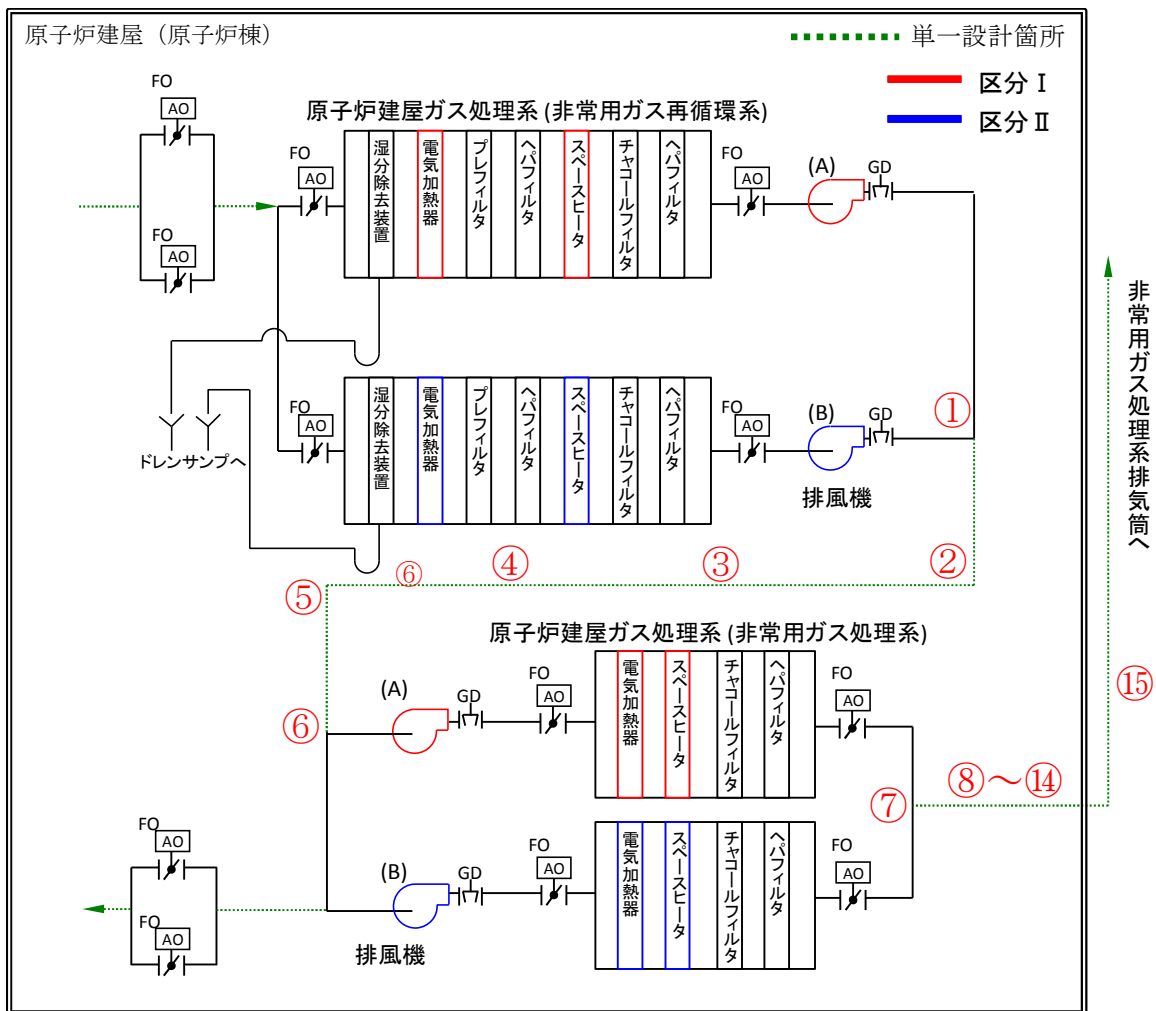 原子炉建屋（原子炉棟）
単一設計箇所
区分Ⅰ
区分Ⅱ
原子炉建屋ガス処理系 (非常用ガス再循環系)
FO
AO
FO
AO
FO
AO
湿分除去装置
電気加熱器
プレフィルタ
ヘパフィルタ
スペースヒータ
チャコールフィルタ
ヘパフィルタ
FO
AO
(A)
GD
FO
AO
湿分除去装置
電気加熱器
プレフィルタ
ヘパフィルタ
スペースヒータ
チャコールフィルタ
ヘパフィルタ
FO
AO
(B)
GD
排風機
ドレンサンプへ
①
②
③
④
⑥
⑤
⑥
原子炉建屋ガス処理系 (非常用ガス処理系)
(A)
GD
FO
AO
電気加熱器
スペースヒータ
チャコールフィルタ
ヘパフィルタ
FO
AO
(B)
GD
FO
AO
電気加熱器
スペースヒータ
チャコールフィルタ
ヘパフィルタ
FO
AO
排風機
FO
AO
FO
AO
⑦
⑧～⑭
⑮
非常用ガス処理系排気筒へ